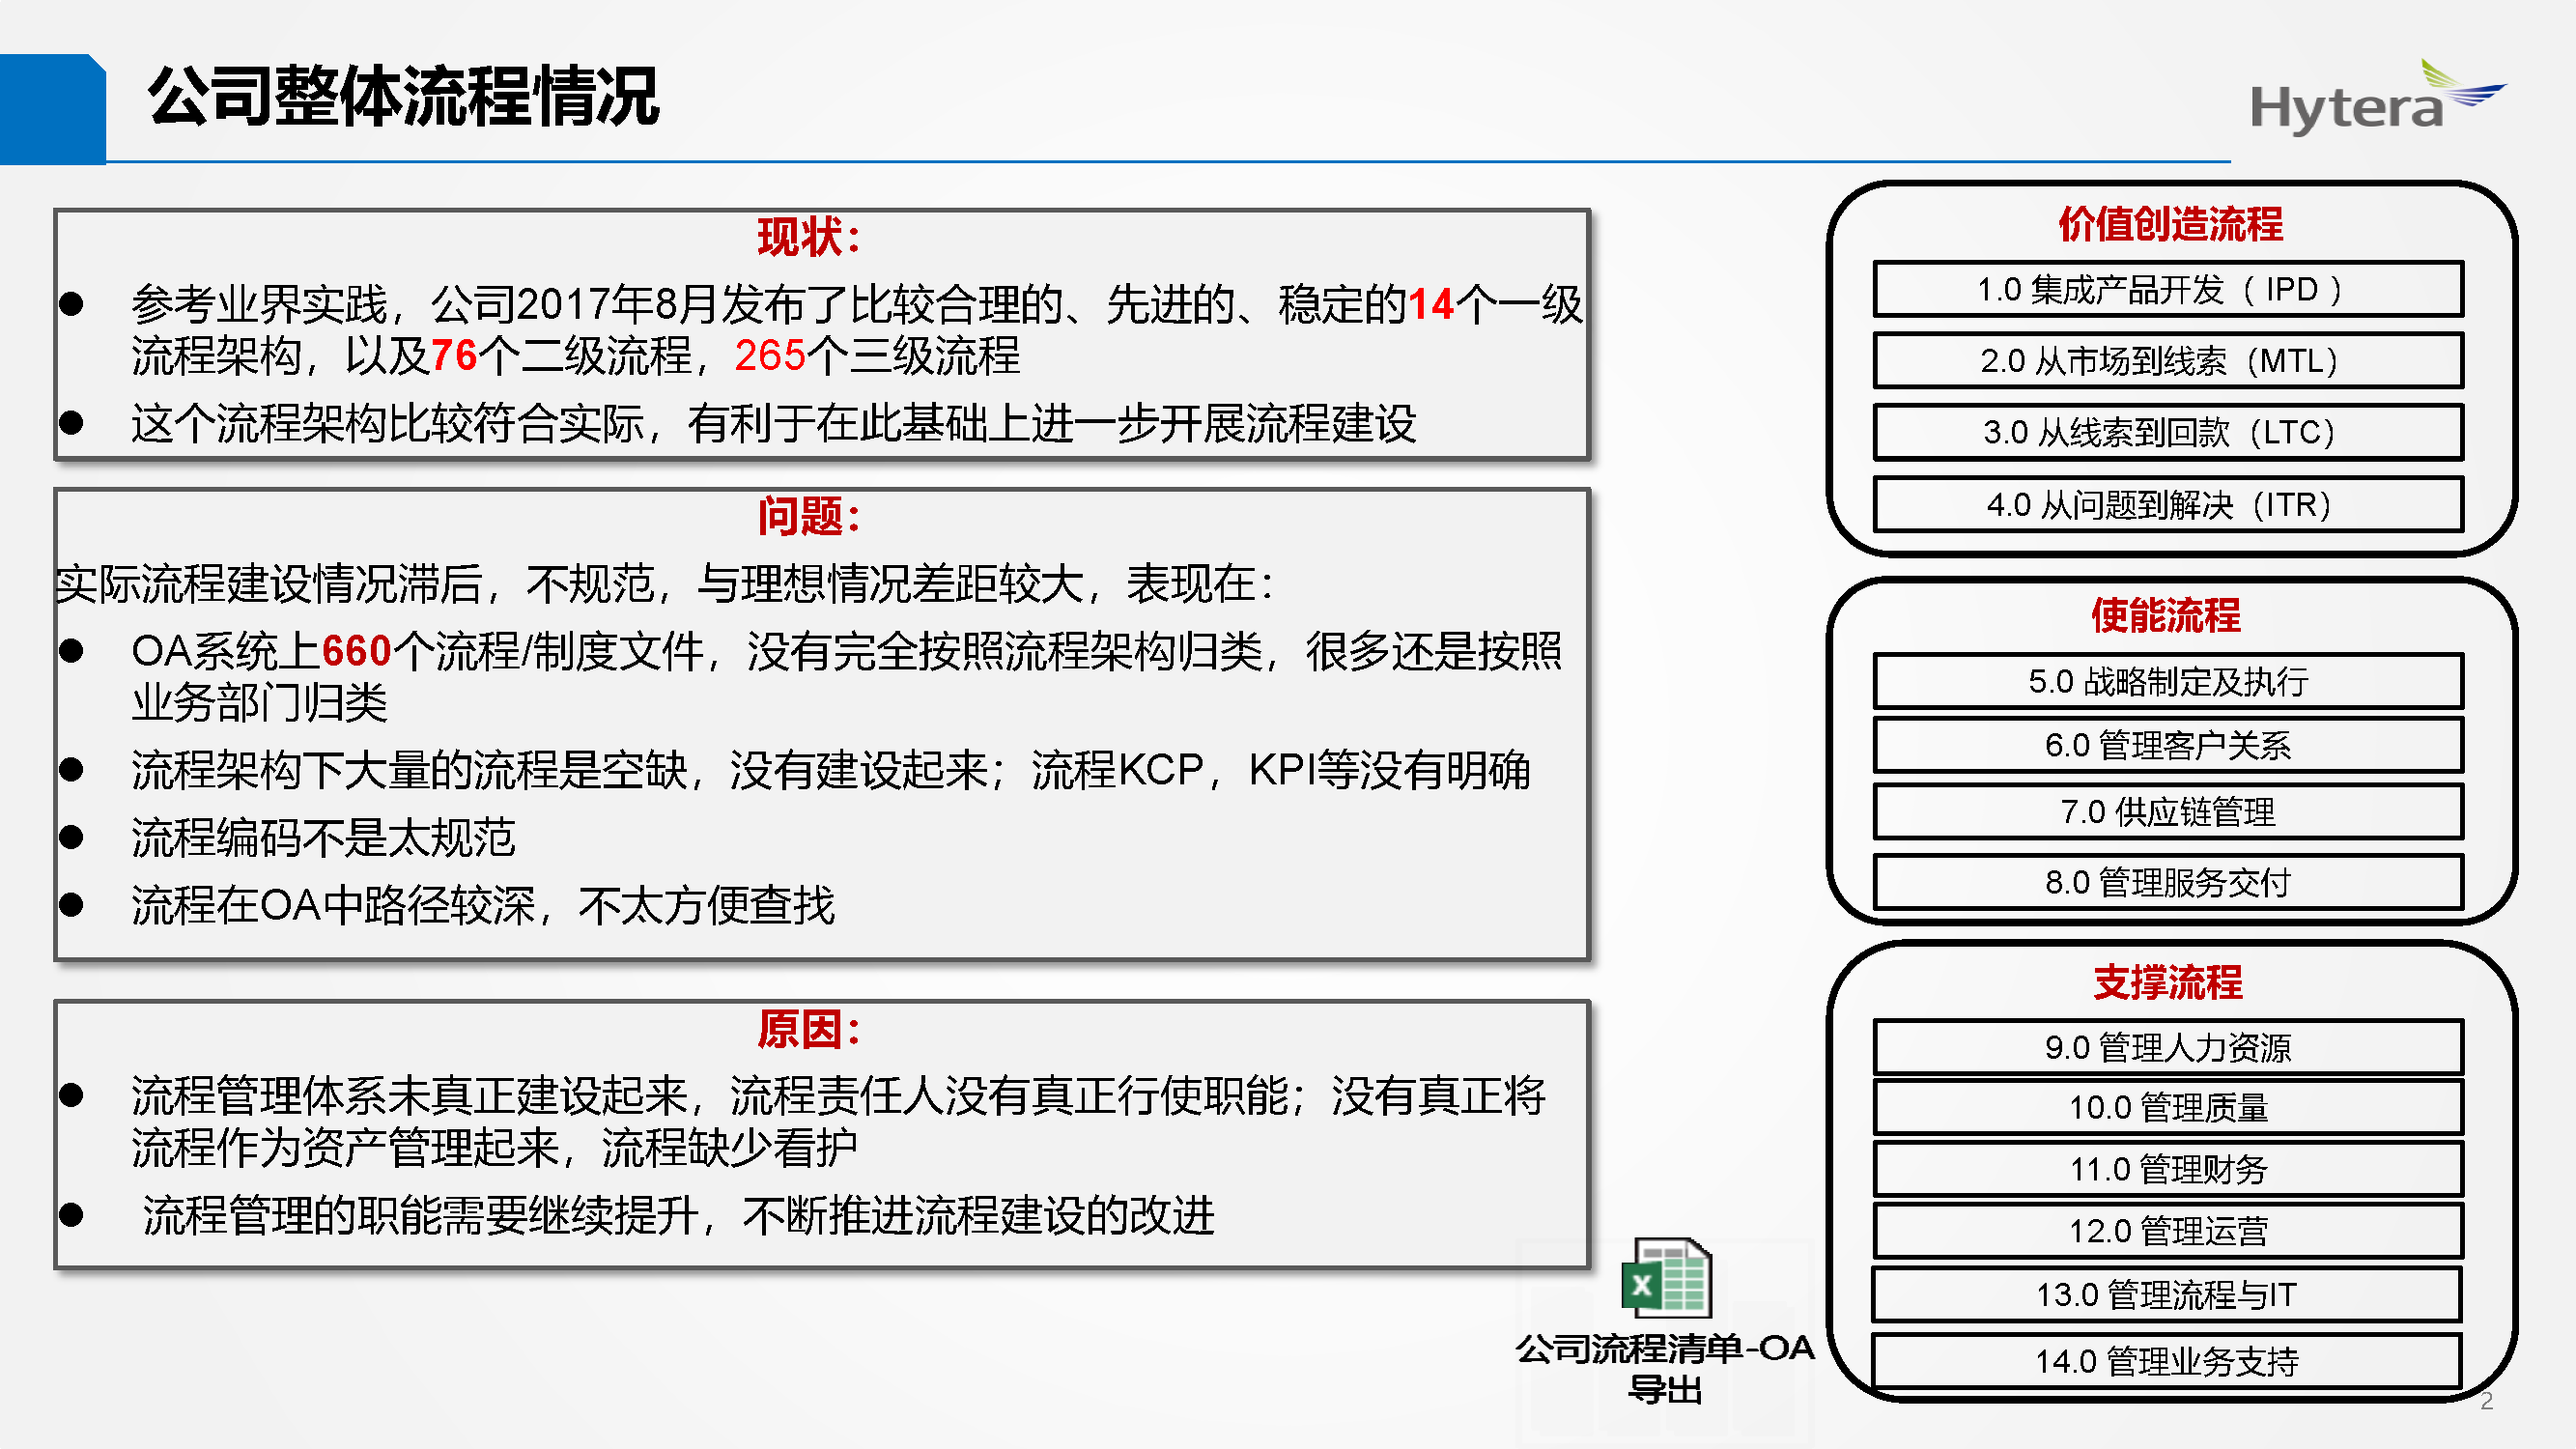 公司整体流程情况
Hytera
现状：
● 参考业界实践，公司2017年8月发布了比较合理的、先进的、稳定的14个一级
流程架构，以及76个二级流程，265个三级流程
● 这个流程架构比较符合实际，有利于在此基础上进一步开展流程建设
问题：
实际流程建设情况滞后，不规范，与理想情况差距较大，表现在：
● OA系统上660个流程/制度文件，没有完全按照流程架构归类，很多还是按照
业务部门归类
● 流程架构下大量的流程是空缺，没有建设起来；流程KCP，KPI等没有明确
● 流程编码不是太规范
● 流程在OA中路径较深，不太方便查找
原因：
● 流程管理体系未真正建设起来，流程责任人没有真正行使职能；没有真正将
流程作为资产管理起来，流程缺少看护
● 流程管理的职能需要继续提升，不断推进流程建设的改进
公司流程清单-OA
导出
价值创造流程
1.0 集成产品开发（ IPD ）
2.0 从市场到线索（MTL）
3.0 从线索到回款（LTC）
4.0 从问题到解决（ITR）
使能流程
5.0 战略制定及执行
6.0 管理客户关系
7.0 供应链管理
8.0 管理服务交付
支撑流程
9.0 管理人力资源
10.0 管理质量
11.0 管理财务
12.0 管理运营
13.0 管理流程与IT
14.0 管理业务支持
2